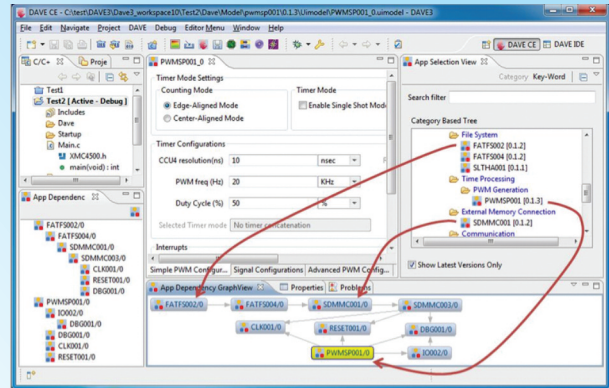 DAVE CE - C:\test\DAVE3\Dave3_workspace10\Test2\Dave\Model\pwmsp001\0.1.3\Uimodel\PWMSP001_0.uimodel - DAVE3
File Edit Navigate Project DAVE Debug Editor Menu Window Help
DAVE CE DAVE IDE
C/C+
Proje
Test1
Test2 [ Active - Debug ]
Includes
Dave
Startup
Main.c
XMC4500.h
main(void) : int
App Dependenc
FATFS002/0
FATFS004/0
SDMMC001/0
SDMMC003/0
CLK001/0
RESET001/0
DBG001/0
PWMSP001/0
IO002/0
DBG001/0
DBG001/0
CLK001/0
RESET001/0
PWMSP001_0
Timer Mode Settings
Counting Mode
Edge-Aligned Mode
Center-Aligned Mode
Timer Mode
Enable Single Shot Mode
Timer Configurations
CCU4 resolution(ns) 10 nsec
PWM freq (Hz) 20 KHz
Duty Cycle (%) 50 %
Selected Timer mode No timer concatenation
Interrupts
Simple PWM Configur... Signal Configurations Advanced PWM Config...
App Selection View
Category Key-Word
Search filter
Category Based Tree
File System
FATFS002 [0.1.2]
FATFS004 [0.1.2]
SLTHA001 [0.1.1]
Time Processing
PWM Generation
PWMSP001 [0.1.3]
External Memory Connection
SDMMC001 [0.1.2]
Communication
Show Latest Versions Only
App Dependency GraphView Properties Problems
FATFS002/0 FATFS004/0 SDMMC001/0 SDMMC003/0
CLK001/0 RESET001/0 DBG001/0
PWMSP001/0 IO002/0